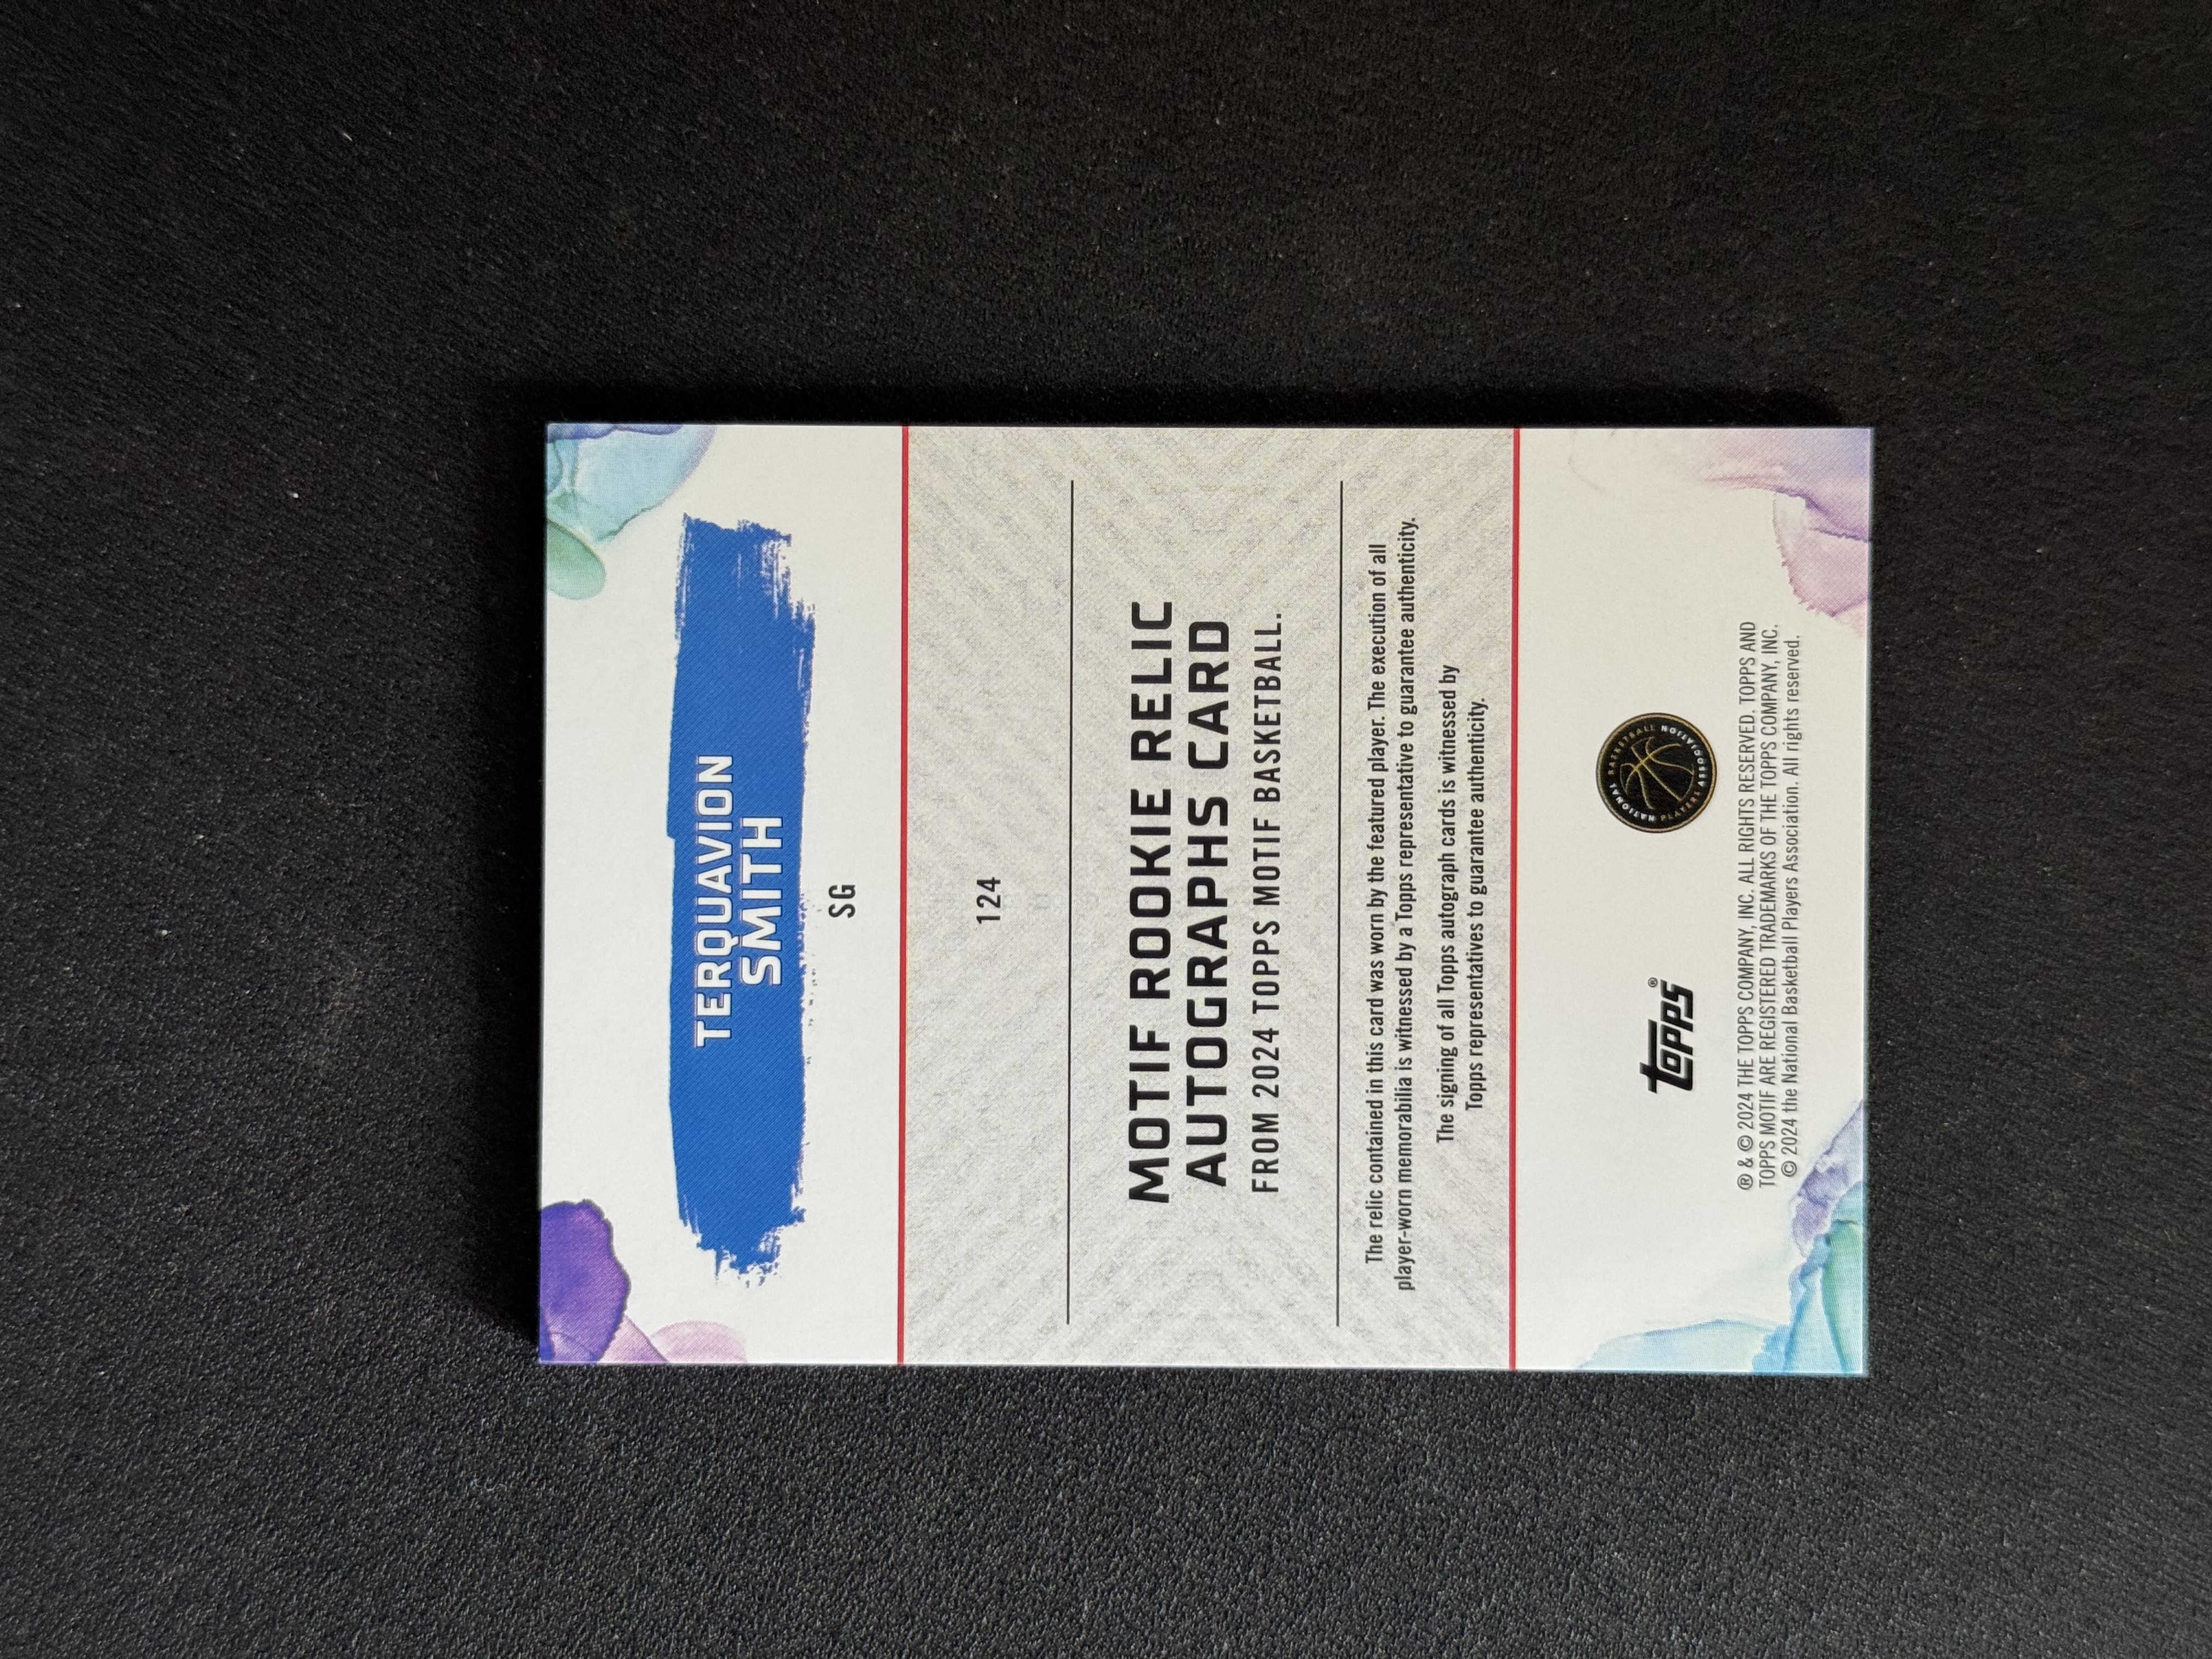 TERQUAVION
SMITH
SG
124
MOTIF ROOKIE RELIC
AUTOGRAPHS CARD
FROM 2024 TOPPS MOTIF BASKETBALL.
The relic contained in this card was worn by the featured player. The execution of all
player-worn memorabilia is witnessed by a Topps representative to guarantee authenticity.
The signing of all Topps autograph cards is witnessed by
Topps representatives to guarantee authenticity.
topps®
NATIONAL BASKETBALL PLAYERS ASSOCIATION
® & © 2024 THE TOPPS COMPANY, INC. ALL RIGHTS RESERVED. TOPPS AND
TOPPS MOTIF ARE REGISTERED TRADEMARKS OF THE TOPPS COMPANY, INC.
© 2024 the National Basketball Players Association. All rights reserved.